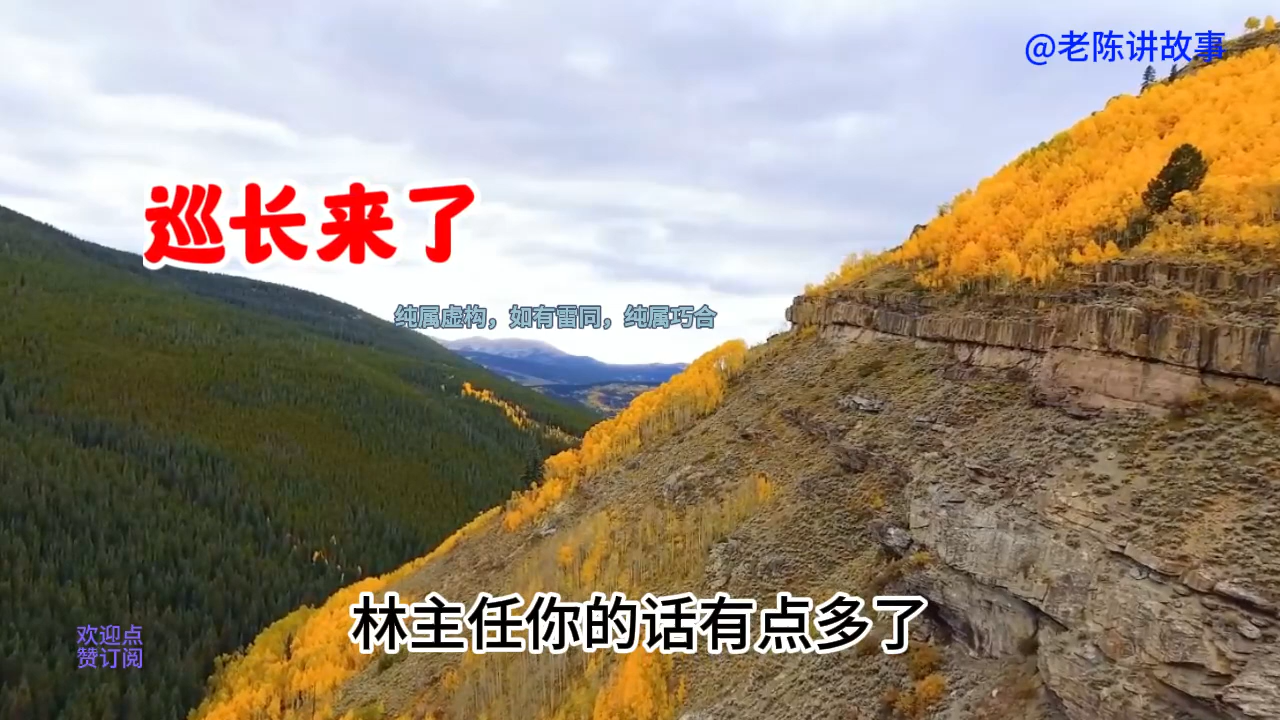 @老陈讲故事
巡长来了
纯属虚构，如有雷同，纯属巧合
林主任你的话有点多了
欢迎点
赞订阅